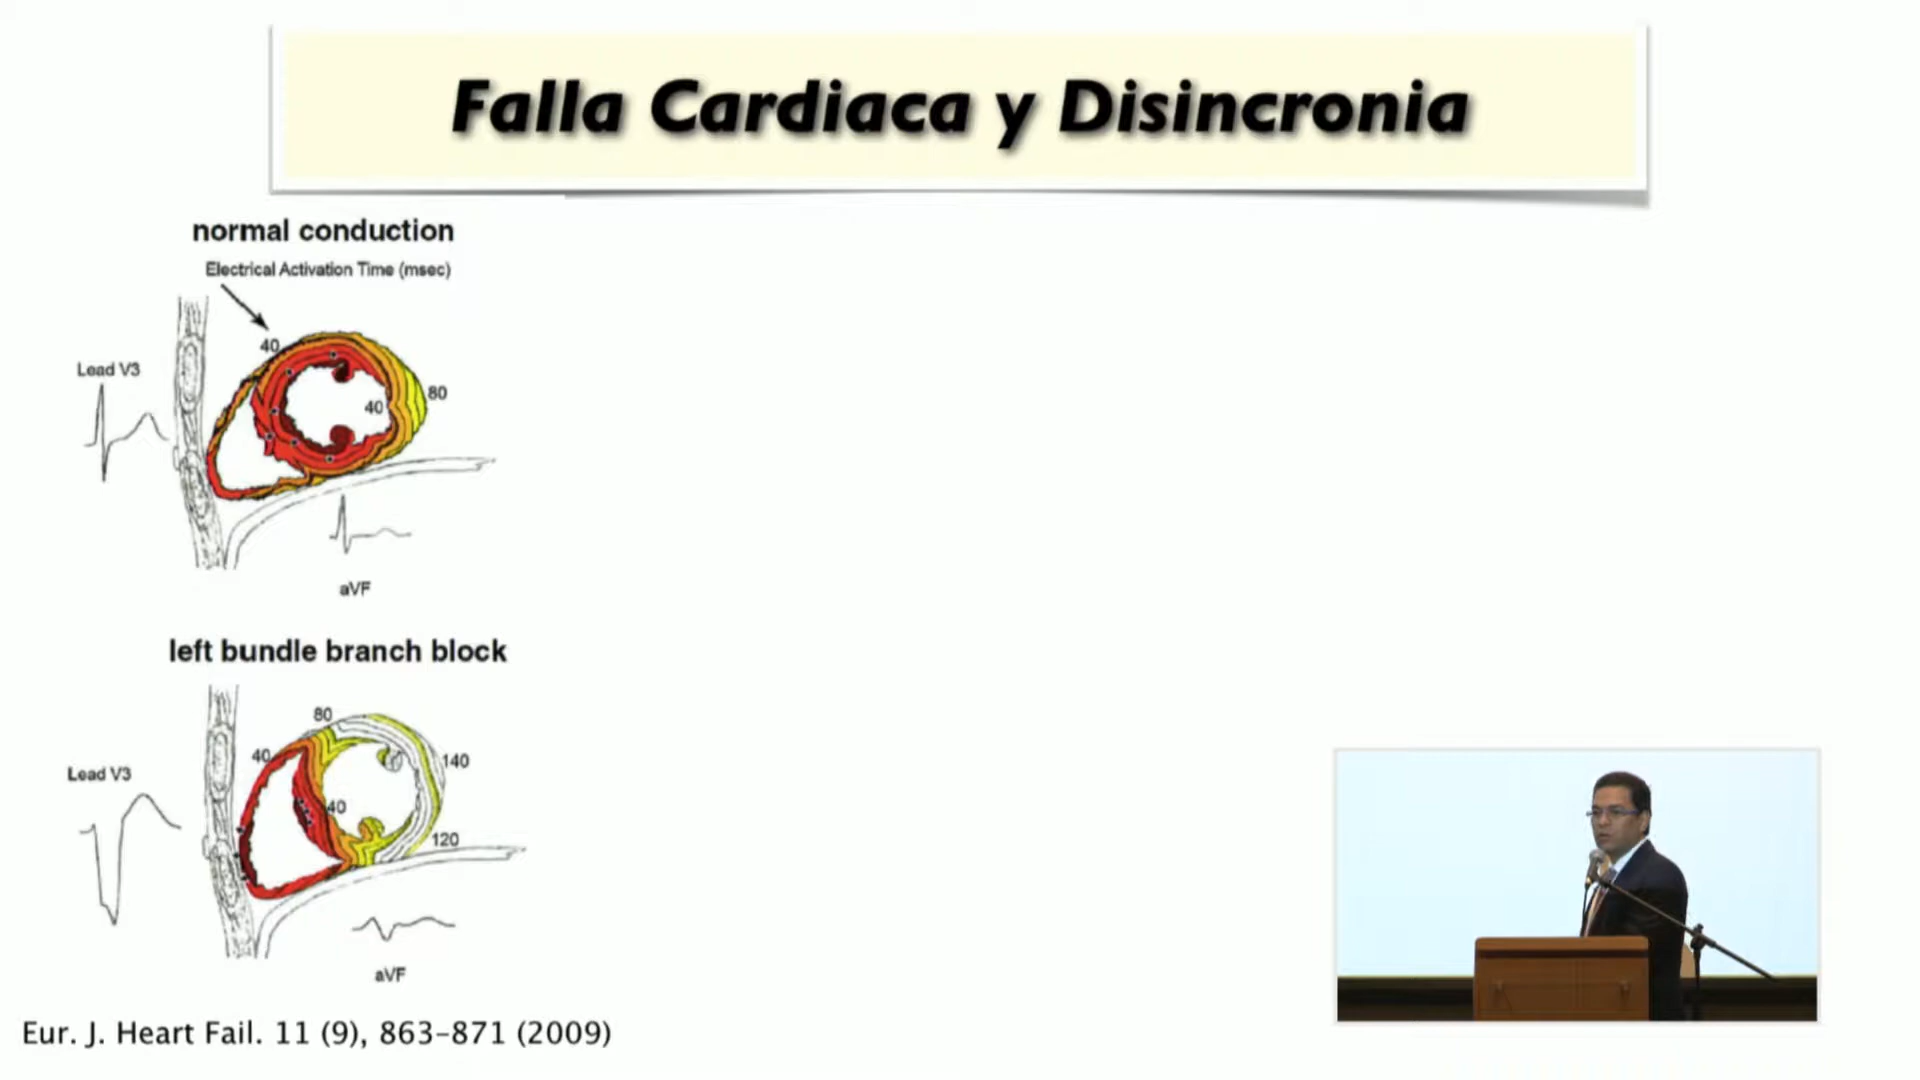 Falla Cardiaca y Disincronia
normal conduction
Electrical Activation Time (msec)
40
Lead V3
80
40
aVF
left bundle branch block
80
40
140
Lead V3
40
120
aVF
Eur. J. Heart Fail. 11 (9), 863–871 (2009)